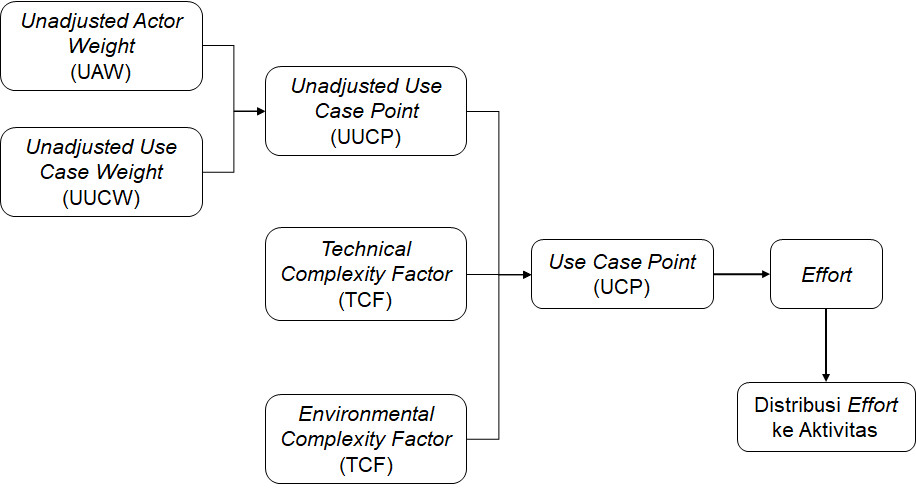 Unadjusted Actor
Weight
(UAW)
Unadjusted Use
Case Weight
(UUCW)
Unadjusted Use
Case Point
(UUCP)
Technical
Complexity Factor
(TCF)
Environmental
Complexity Factor
(TCF)
Use Case Point
(UCP)
Effort
Distribusi Effort
ke Aktivitas